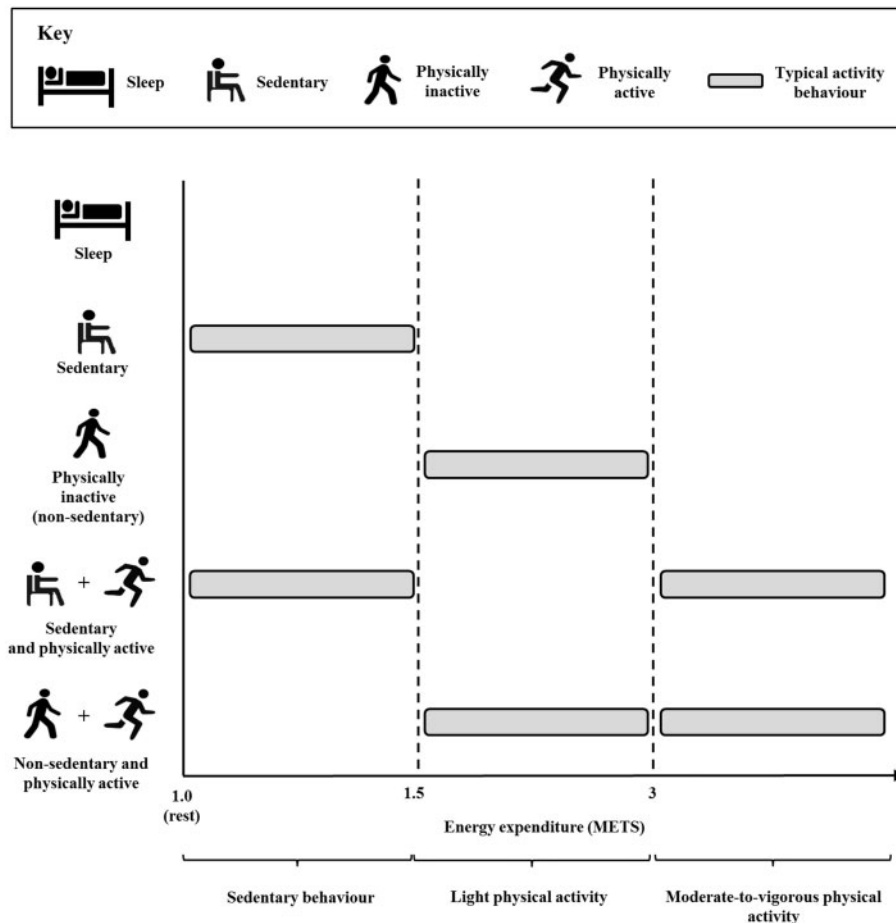 Key
Sleep
Sedentary
Physically
inactive
Physically
active
Typical activity
behaviour
Sleep
Sedentary
Physically
inactive
(non-sedentary)
+
Sedentary
and physically active
+
Non-sedentary and
physically active
1.0
(rest)
1.5
3
Energy expenditure (METS)
Sedentary behaviour
Light physical activity
Moderate-to-vigorous physical
activity